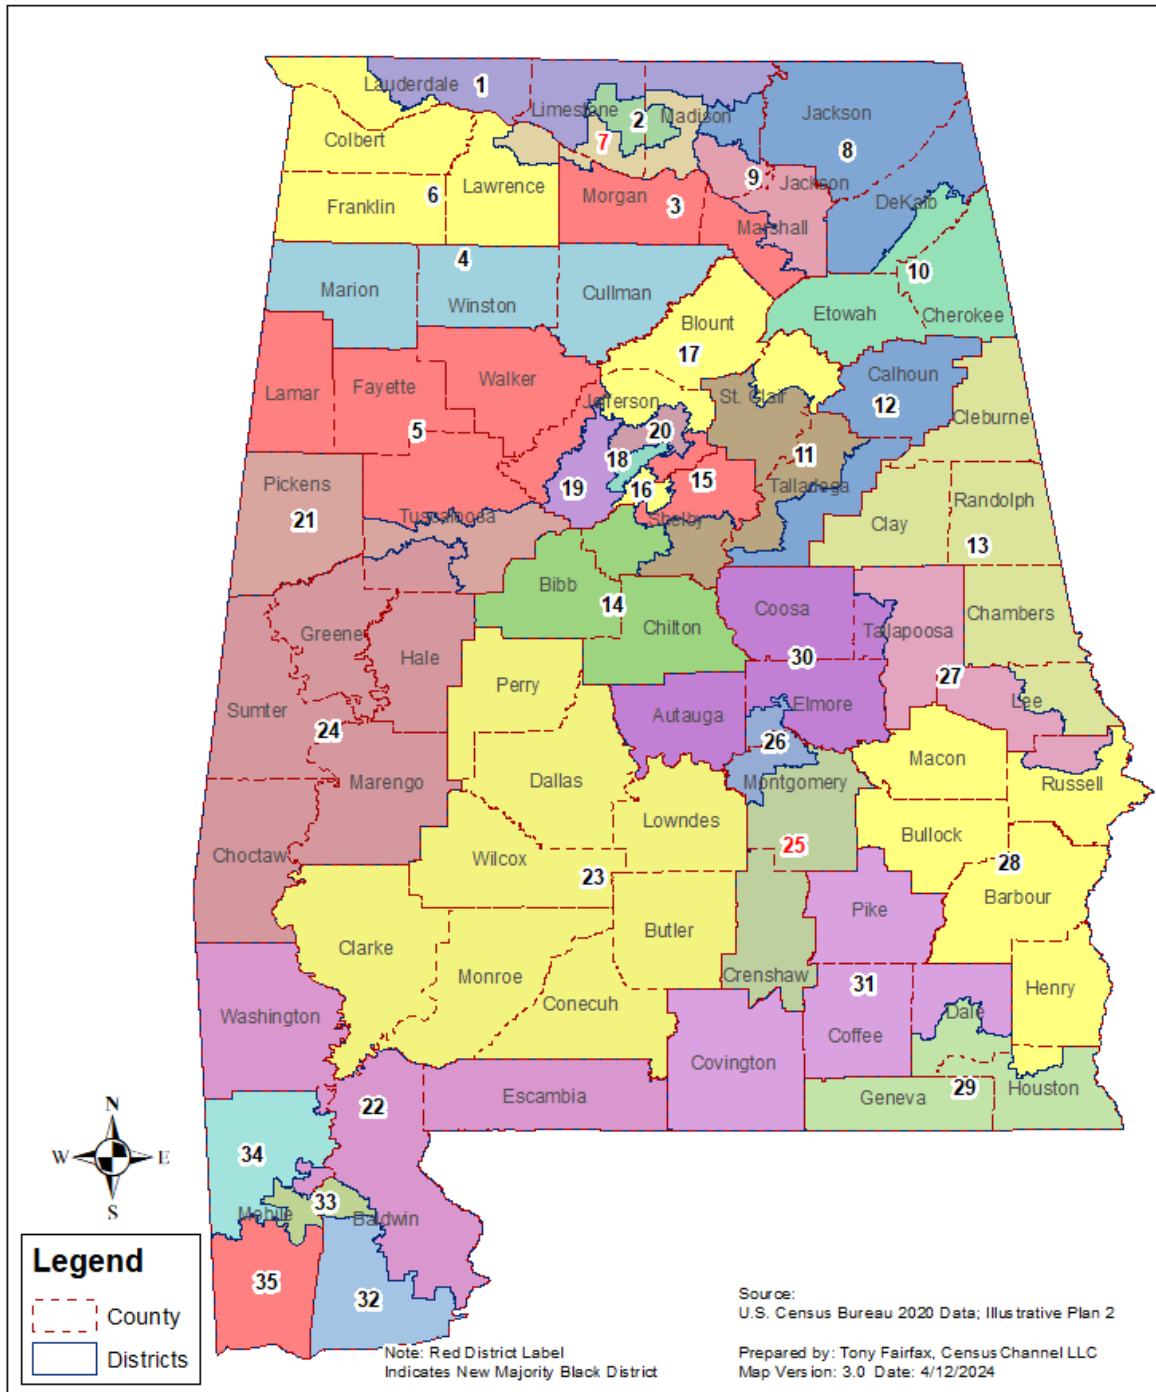 Lauderdale
1
Limestone
2
Madison
Jackson
8
Colbert
7
9
Jackson
Lawrence
6
Franklin
Morgan
3
DeKalb
Marshall
4
10
Marion
Winston
Cullman
Etowah
Cherokee
Blount
17
Walker
Calhoun
Lamar
Fayette
Jefferson
St. Clair
12
Cleburne
5
20
18
11
Pickens
19
16
15
Talladega
Randolph
21
Tuscaloosa
Shelby
Clay
13
Bibb
14
Coosa
Chambers
Greene
Chilton
Tallapoosa
Hale
30
27
Perry
Lee
Sumter
Autauga
Elmore
24
26
Macon
Marengo
Dallas
Montgomery
Russell
Lowndes
Bullock
Choctaw
Wilcox
25
28
23
Barbour
Pike
Butler
Clarke
Monroe
Crenshaw
31
Henry
Conecuh
Washington
Dale
Coffee
Covington
29
Houston
Escambia
Geneva
22
N
W E
S
34
33
Mobile
Baldwin
Legend
35
32
County
Districts
Note: Red District Label
Indicates New Majority Black District
Source:
U.S. Census Bureau 2020 Data; Illustrative Plan 2
Prepared by: Tony Fairfax, CensusChannel LLC
Map Version: 3.0 Date: 4/12/2024